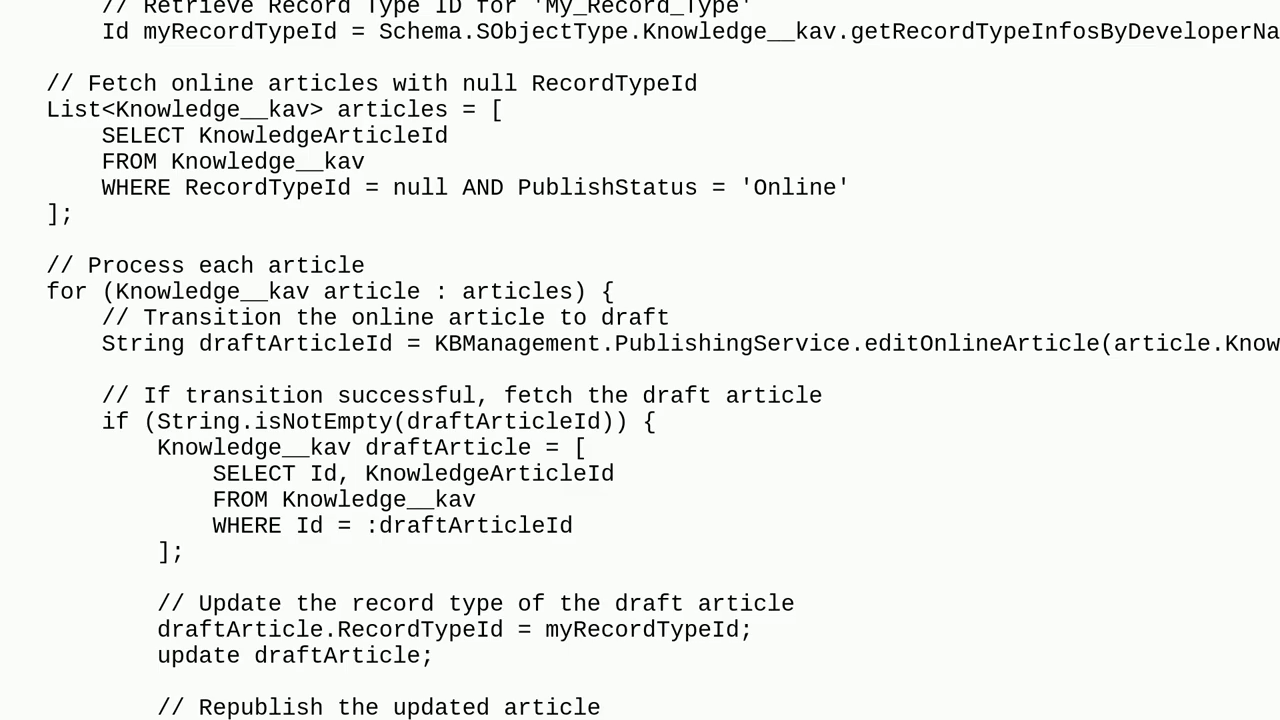 // Retrieve Record Type ID for 'My_Record_Type'
Id myRecordTypeId = Schema.SObjectType.Knowledge__kav.getRecordTypeInfosByDeveloperNa
// Fetch online articles with null RecordTypeId
List<Knowledge__kav> articles = [
SELECT KnowledgeArticleId
FROM Knowledge__kav
WHERE RecordTypeId = null AND PublishStatus = 'Online'
];
// Process each article
for (Knowledge__kav article : articles) {
// Transition the online article to draft
String draftArticleId = KBManagement.PublishingService.editOnlineArticle(article.Know
// If transition successful, fetch the draft article
if (String.isNotEmpty(draftArticleId)) {
Knowledge__kav draftArticle = [
SELECT Id, KnowledgeArticleId
FROM Knowledge__kav
WHERE Id = :draftArticleId
];
// Update the record type of the draft article
draftArticle.RecordTypeId = myRecordTypeId;
update draftArticle;
// Republish the updated article